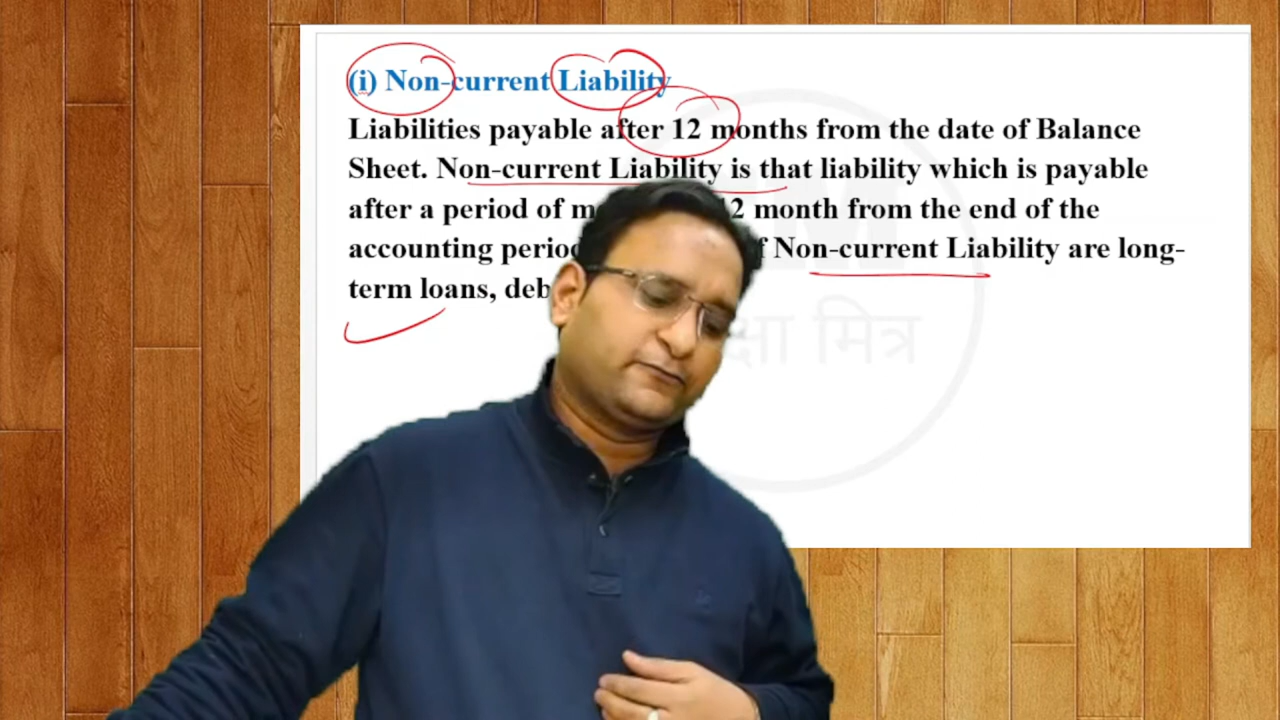 (i) Non-current Liability
Liabilities payable after 12 months from the date of Balance
Sheet. Non-current Liability is that liability which is payable
after a period of 12 month from the end of the
accounting Non-current Liability are long-
term loans,
मित्र